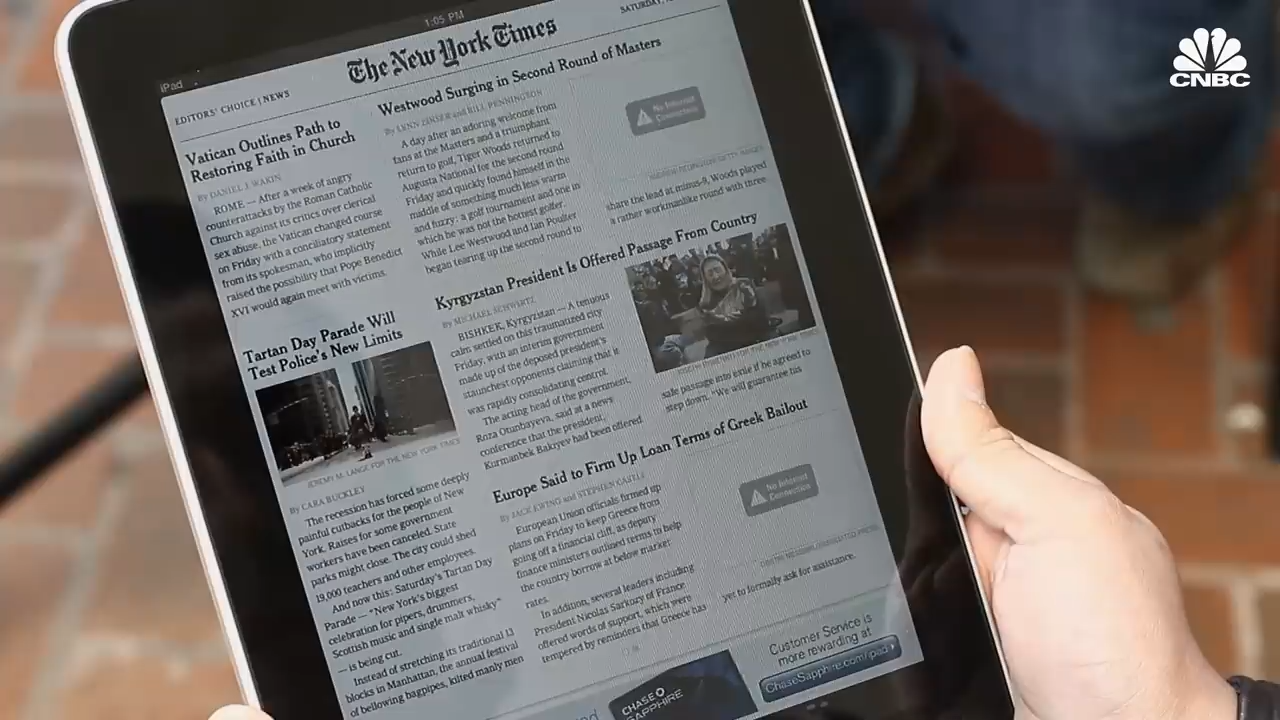 iPad
1:05 PM
CNBC
The New York Times
EDITORS' CHOICE | NEWS
Vatican Outlines Path to
Restoring Faith in Church
By DANIEL J. WAKIN
ROME — After a week of angry
counterattacks by the Roman Catholic
Church against its critics over clerical
sex abuse, the Vatican changed course
on Friday with a conciliatory statement
from its spokesman, who implicitly
raised the possibility that Pope Benedict
XVI would again meet with victims.
Tartan Day Parade Will
Test Police's New Limits
JEREMY M. LANGE FOR THE NEW YORK TIMES
By CARA BUCKLEY
The recession has forced some deeply
painful cutbacks for the people of New
York. Raises for some government
workers have been canceled. State
parks might close. The city could shed
19,000 teachers and other employees.
And now this: Saturday's Tartan Day
Parade — "New York's biggest
celebration for pipers, drummers,
Scottish music and single malt whisky"
— is being cut.
Instead of stretching its traditional 13
blocks in Manhattan, the annual festival
of bellowing bagpipes, kilted manly men
Westwood Surging in Second Round of Masters
By LYNN ZINSER and BILL PENNINGTON
A day after an adoring welcome from
fans at the Masters and a triumphant
return to golf, Tiger Woods returned to
Augusta National for the second round
Friday and quickly found himself in the
middle of something much less warm
and fuzzy: a golf tournament and one in
which he was not the hottest golfer.
While Lee Westwood and Ian Poulter
began tearing up the second round to
No Internet
Connection
share the lead at minus-8, Woods played
a rather workmanlike round with three
Kyrgyzstan President Is Offered Passage From Country
By MICHAEL SCHWIRTZ
BISHKEK, Kyrgyzstan — A tenuous
calm settled on this traumatized city
Friday, with an interim government
made up of the deposed president's
staunchest opponents claiming that it
was rapidly consolidating control.
The acting head of the government,
Roza Otunbayeva, said at a news
conference that the president,
Kurmanbek Bakiyev had been offered
safe passage into exile if he agreed to
step down. "We will guarantee his
Europe Said to Firm Up Loan Terms of Greek Bailout
By JACK EWING and STEPHEN CASTLE
European Union officials firmed up
plans on Friday to keep Greece from
going off a financial cliff, as deputy
finance ministers outlined terms to help
the country borrow at below market
rates.
In addition, several leaders including
President Nicolas Sarkozy of France
offered words of support, which were
tempered by reminders that Greece has
No Internet
Connection
yet to formally ask for assistance.
CHASE
SAPPHIRE
Customer Service is
more rewarding at
ChaseSapphire.com/ipad